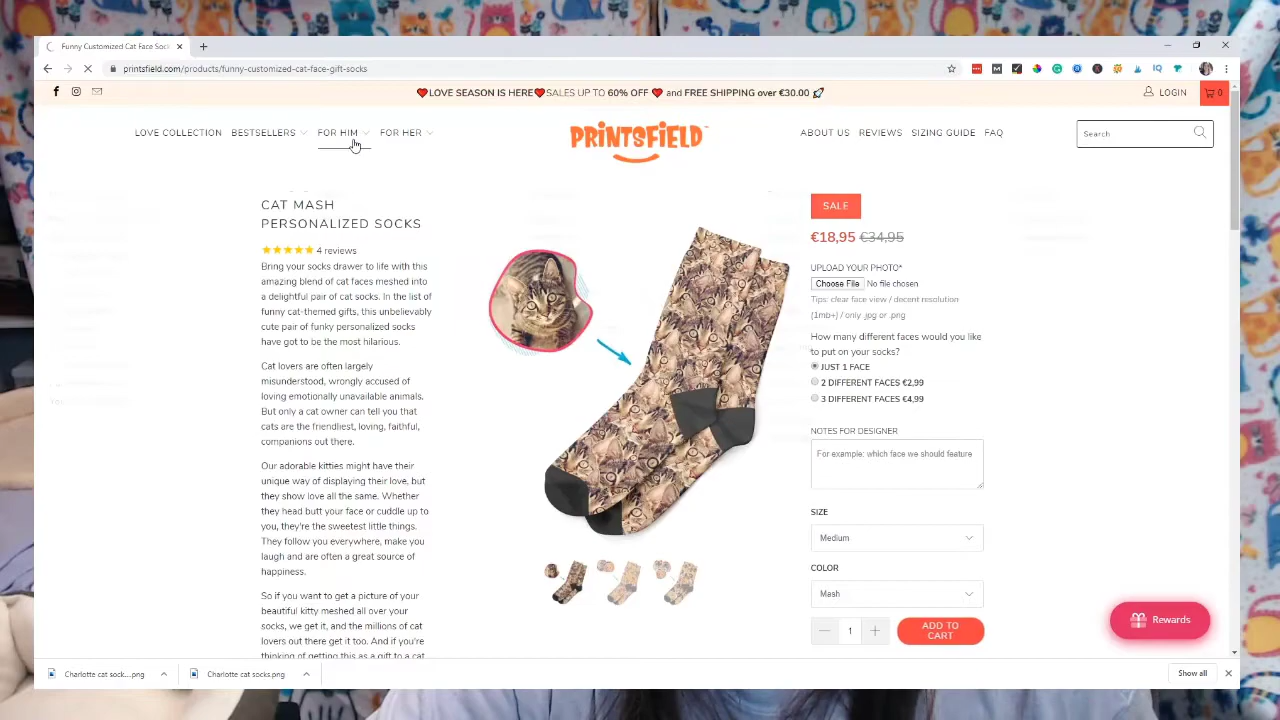 Funny Customized Cat Face Sock
printsfield.com/products/funny-customized-cat-face-gift-socks
LOVE SEASON IS HERE SALES UP TO 60% OFF and FREE SHIPPING over €30.00
LOGIN
0
LOVE COLLECTION BESTSELLERS FOR HIM FOR HER
PRINTSFIELD
ABOUT US REVIEWS SIZING GUIDE FAQ
Search
CAT MASH
PERSONALIZED SOCKS
4 reviews
Bring your socks drawer to life with this
amazing blend of cat faces meshed into
a delightful pair of cat socks. In the list of
funny cat-themed gifts, this unbelievably
cute pair of funky personalized socks
have got to be the most hilarious.
Cat lovers are often largely
misunderstood, wrongly accused of
loving emotionally unavailable animals.
But only a cat owner can tell you that
cats are the friendliest, loving, faithful,
companions out there.
Our adorable kitties might have their
unique way of displaying their love, but
they show love all the same. Whether
they head butt your face or cuddle up to
you, they're the sweetest little things.
They follow you everywhere, make you
laugh and are often a great source of
happiness.
So if you want to get a picture of your
beautiful kitty meshed all over your
socks, we get it, and the millions of cat
lovers out there get it too. And if you're
thinking of getting this as a gift to a cat
SALE
€18,95 €34,95
UPLOAD YOUR PHOTO*
Choose File No file chosen
Tips: clear face view / decent resolution
(1mb+) / only .jpg or .png
How many different faces would you like
to put on your socks?
JUST 1 FACE
2 DIFFERENT FACES €2,99
3 DIFFERENT FACES €4,99
NOTES FOR DESIGNER
For example: which face we should feature
SIZE
Medium
COLOR
Mash
1
ADD TO
CART
Rewards
Charlotte cat sock....png
Charlotte cat socks.png
Show all